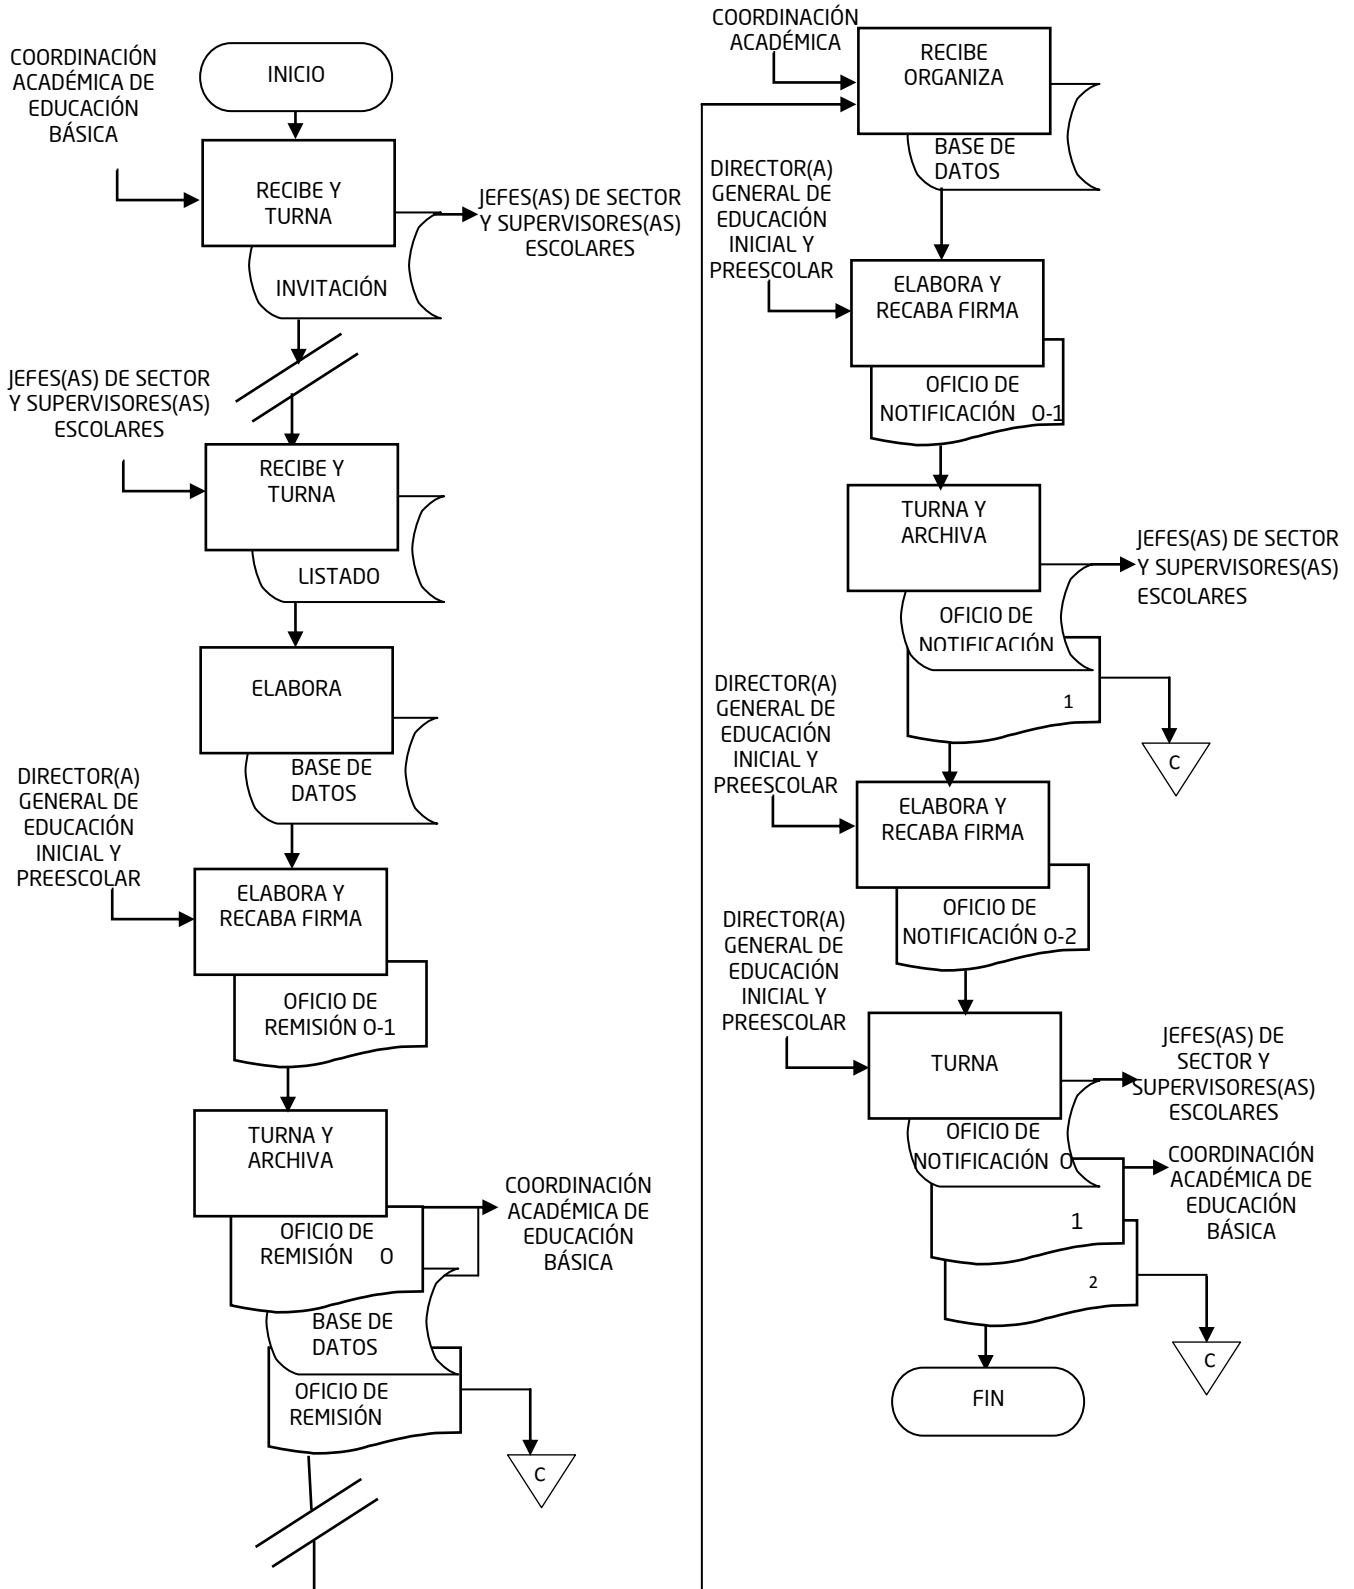 COORDINACIÓN
ACADÉMICA DE
EDUCACIÓN
BÁSICA
INICIO
RECIBE Y
TURNA
INVITACIÓN
JEFES(AS) DE SECTOR
Y SUPERVISORES(AS)
ESCOLARES
JEFES(AS) DE SECTOR
Y SUPERVISORES(AS)
ESCOLARES
RECIBE Y
TURNA
LISTADO
ELABORA
BASE DE
DATOS
DIRECTOR(A)
GENERAL DE
EDUCACIÓN
INICIAL Y
PREESCOLAR
ELABORA Y
RECABA FIRMA
OFICIO DE
REMISIÓN O-1
TURNA Y
ARCHIVA
OFICIO DE
REMISIÓN O
COORDINACIÓN
ACADÉMICA DE
EDUCACIÓN
BÁSICA
BASE DE
DATOS
OFICIO DE
REMISIÓN
C
COORDINACIÓN
ACADÉMICA
RECIBE
ORGANIZA
BASE DE
DATOS
DIRECTOR(A)
GENERAL DE
EDUCACIÓN
INICIAL Y
PREESCOLAR
ELABORA Y
RECABA FIRMA
OFICIO DE
NOTIFICACIÓN O-1
TURNA Y
ARCHIVA
JEFES(AS) DE SECTOR
Y SUPERVISORES(AS)
ESCOLARES
OFICIO DE
NOTIFICACIÓN
1
C
DIRECTOR(A)
GENERAL DE
EDUCACIÓN
INICIAL Y
PREESCOLAR
ELABORA Y
RECABA FIRMA
OFICIO DE
NOTIFICACIÓN O-2
DIRECTOR(A)
GENERAL DE
EDUCACIÓN
INICIAL Y
PREESCOLAR
TURNA
JEFES(AS) DE
SECTOR Y
SUPERVISORES(AS)
ESCOLARES
OFICIO DE
NOTIFICACIÓN O
COORDINACIÓN
ACADÉMICA DE
EDUCACIÓN
BÁSICA
1
2
C
FIN